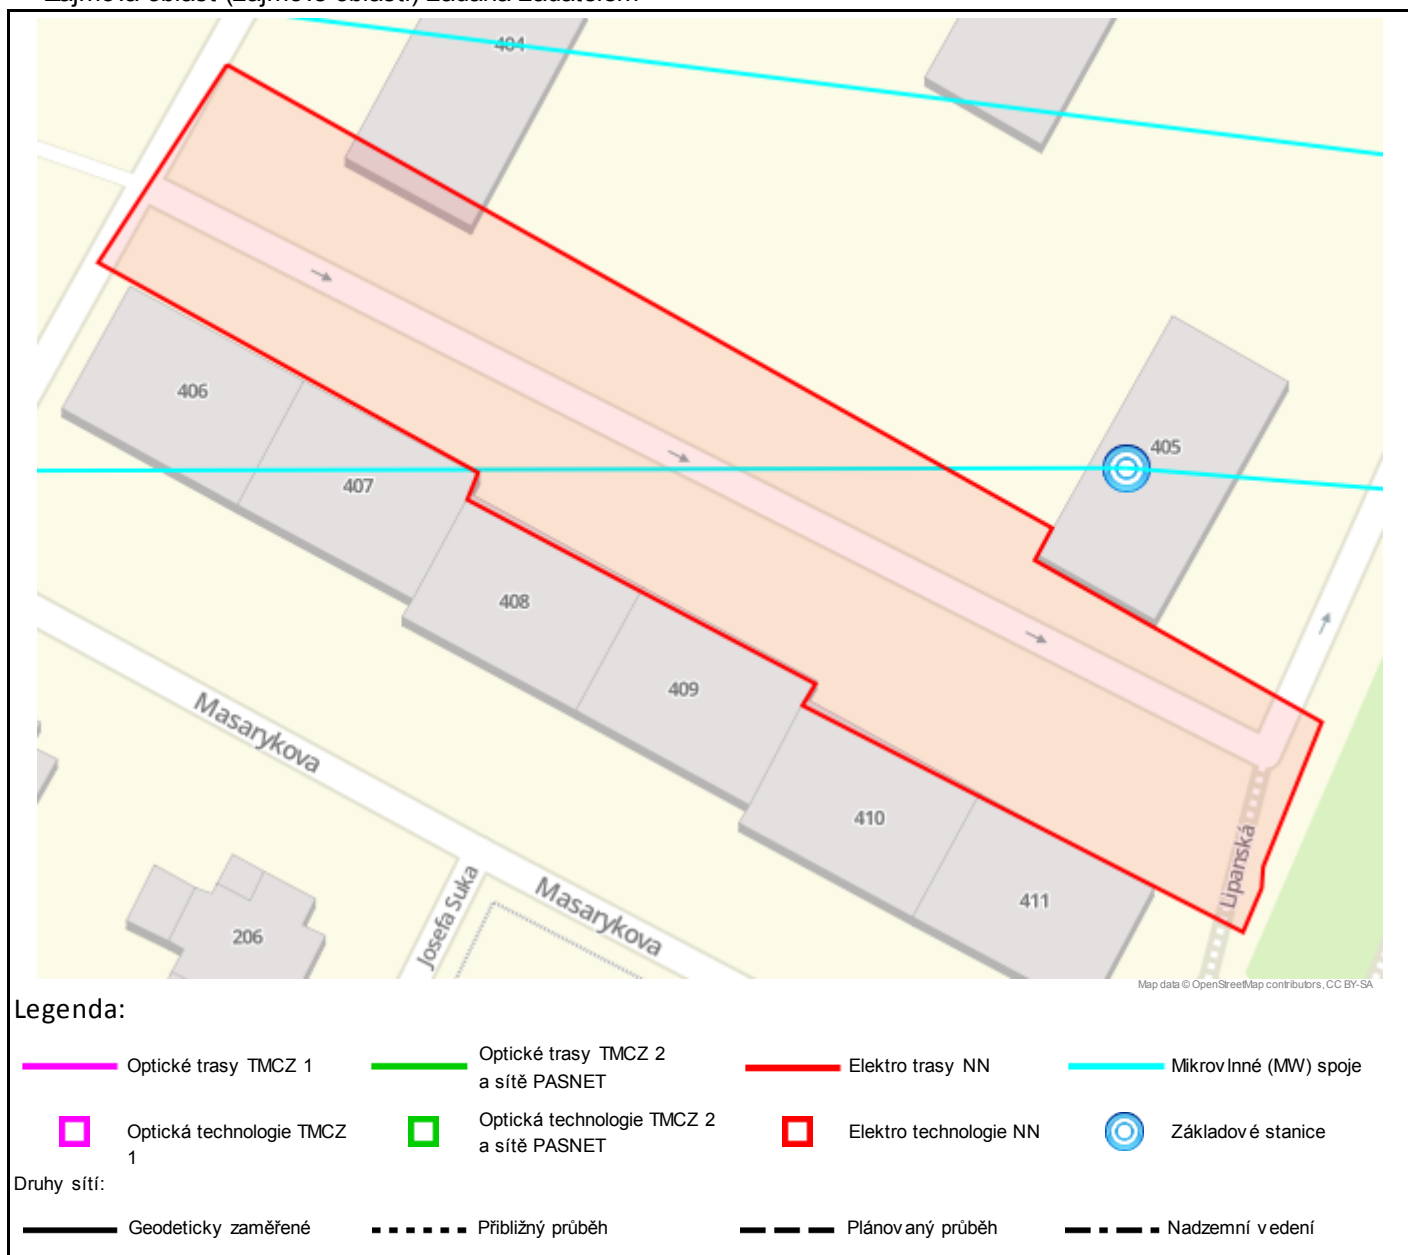 404
405
406
407
408
409
410
411
206
Masarykova
Masarykova
Josefa Suka
Lipanská
Map data © OpenStreetMap contributors, CC BY-SA
Legenda:
Optické trasy TMCZ 1
Optické trasy TMCZ 2
a sítě PASNET
Elektro trasy NN
Mikrovlnné (MW) spoje
Optická technologie TMCZ
1
Optická technologie TMCZ 2
a sítě PASNET
Elektro technologie NN
Základové stanice
Druhy sítí:
Geodeticky zaměřené
Přibližný průběh
Plánovaný průběh
Nadzemní vedení